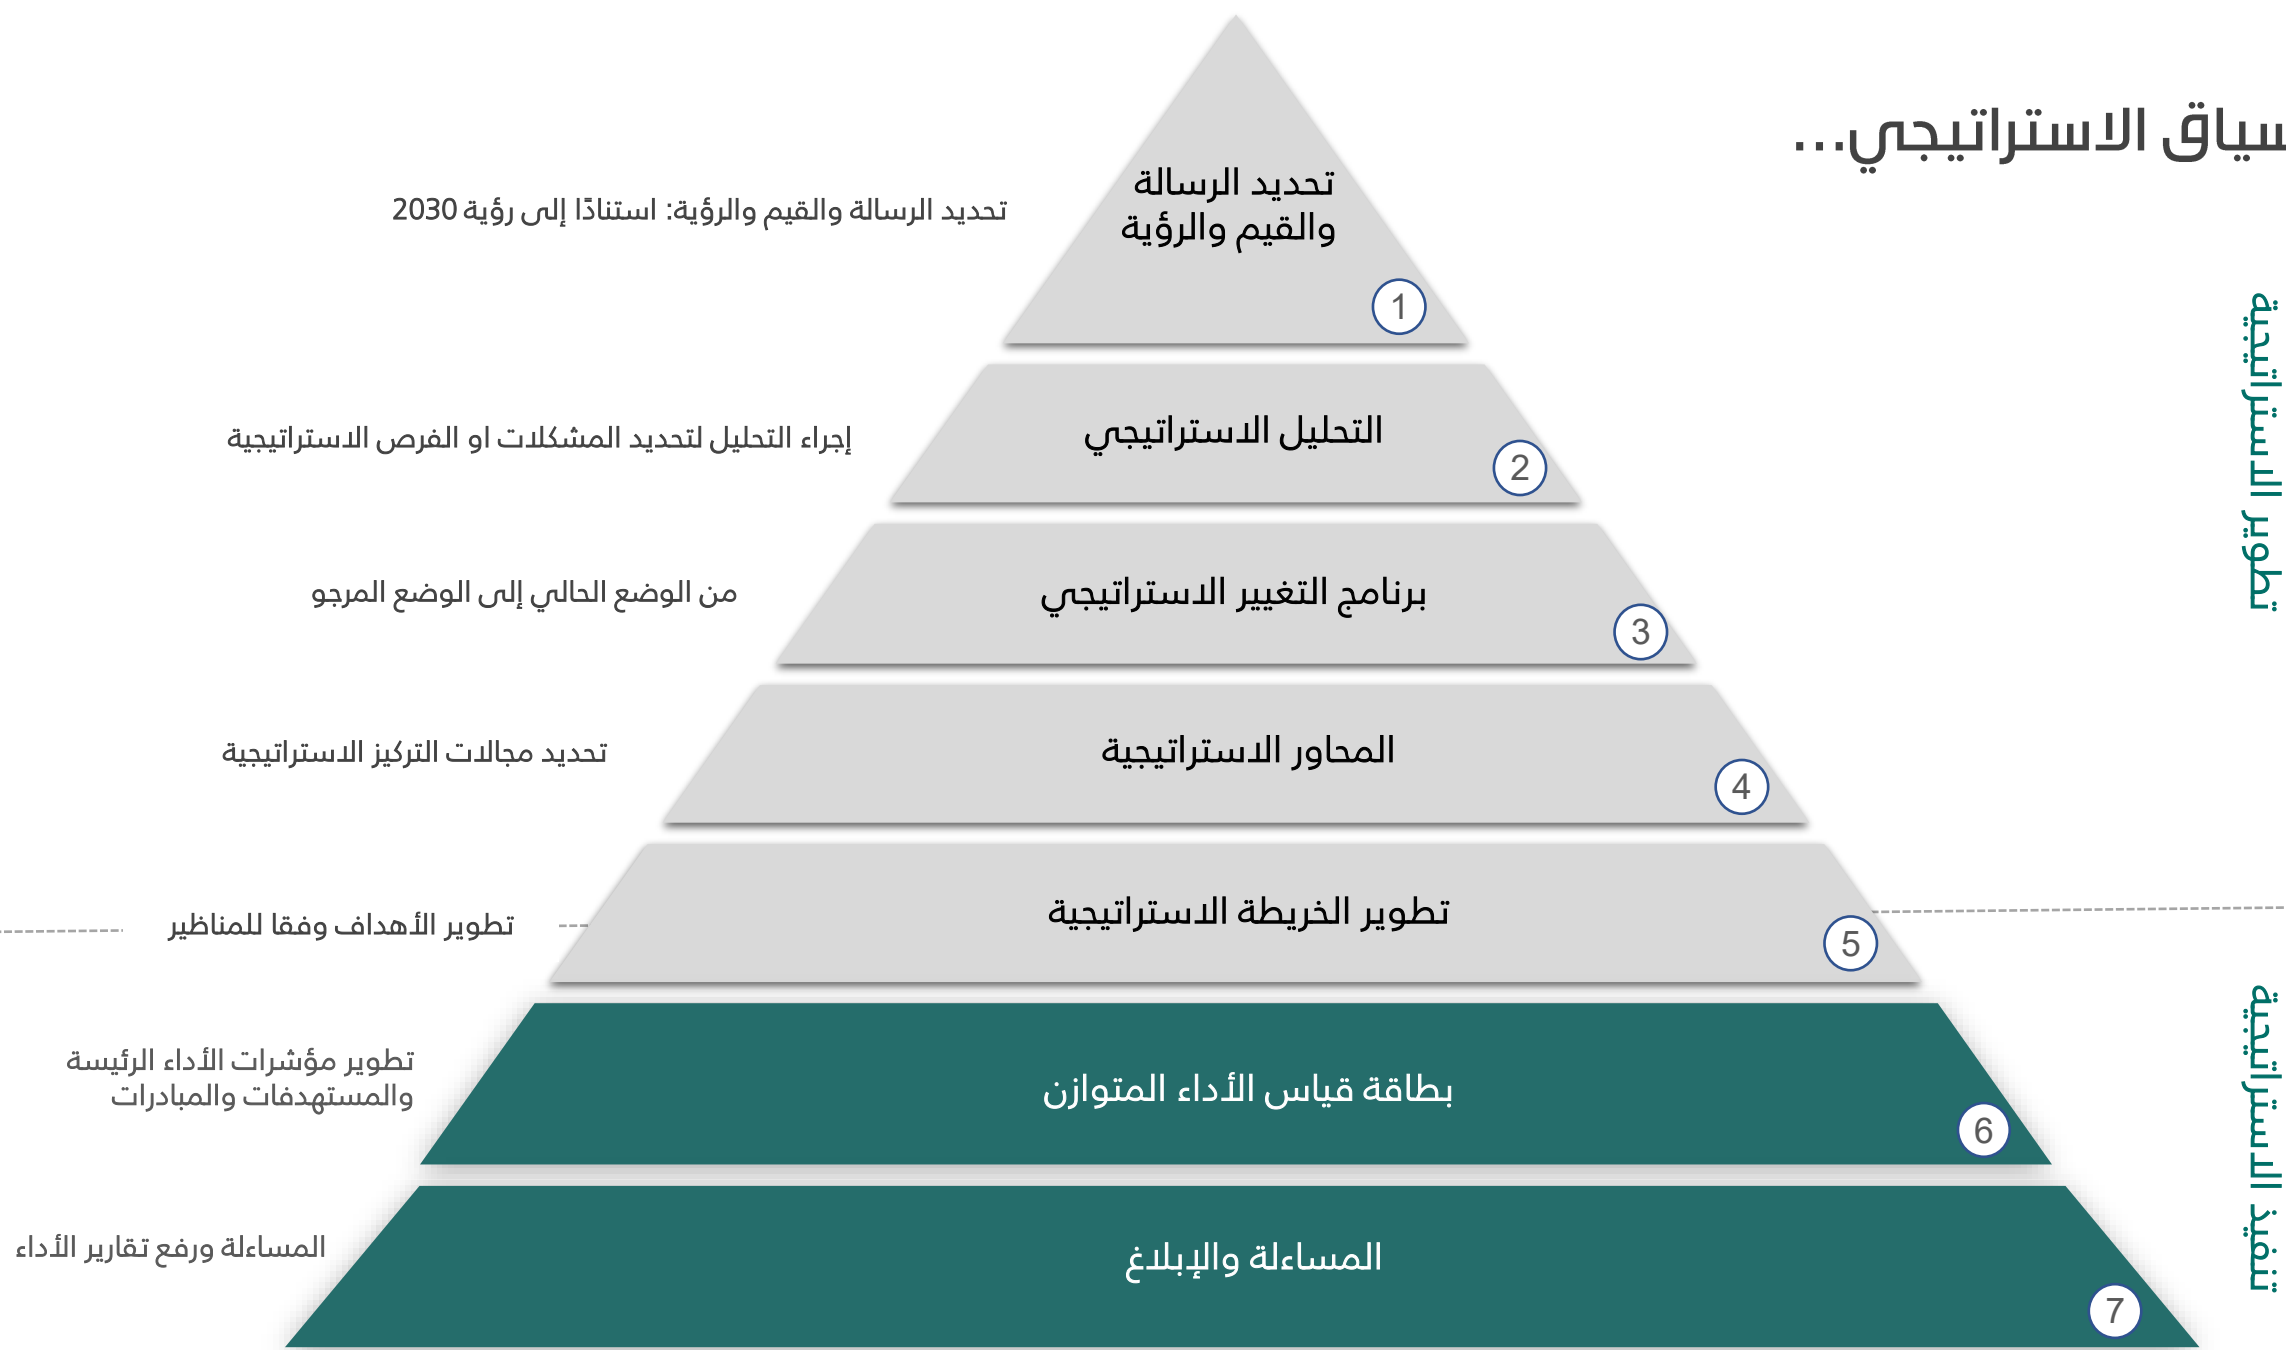 سياق الاستراتيجي...
تطوير الاستراتيجية
تحديد الرسالة
والقيم والرؤية
1
تحديد الرسالة والقيم والرؤية: استنادًا إلى رؤية 2030
التحليل الاستراتيجي
2
إجراء التحليل لتحديد المشكلات او الفرص الاستراتيجية
برنامج التغيير الاستراتيجي
3
من الوضع الحالي إلى الوضع المرجو
المحاور الاستراتيجية
4
تحديد مجالات التركيز الاستراتيجية
تطوير الخريطة الاستراتيجية
5
تطوير الأهداف وفقا للمناظير
تنفيذ الاستراتيجية
بطاقة قياس الأداء المتوازن
6
تطوير مؤشرات الأداء الرئيسة
والمستهدفات والمبادرات
المساءلة والإبلاغ
7
المساءلة ورفع تقارير الأداء